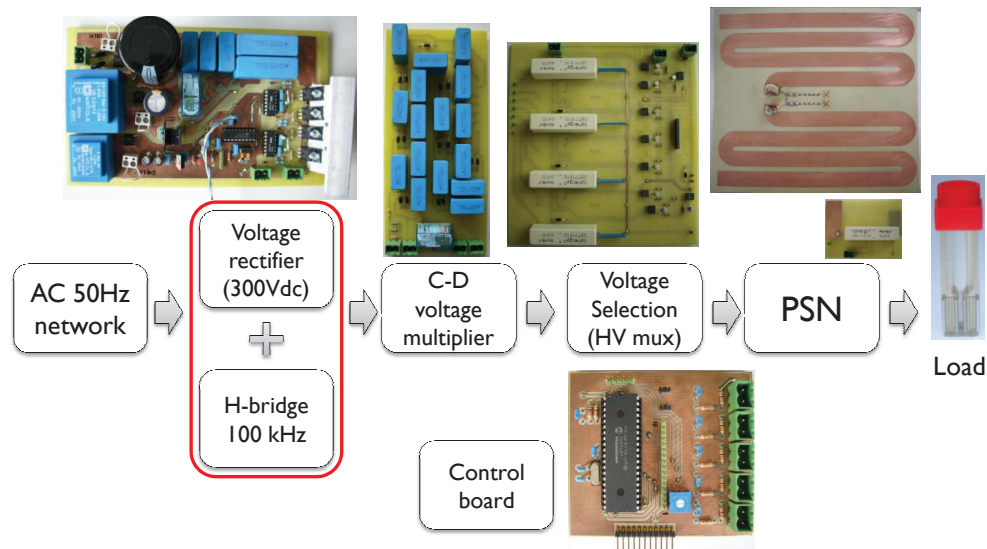 AC 50Hz
network
Voltage
rectifier
(300Vdc)
H-bridge
100 kHz
C-D
voltage
multiplier
Voltage
Selection
(HV mux)
PSN
Load
Control
board